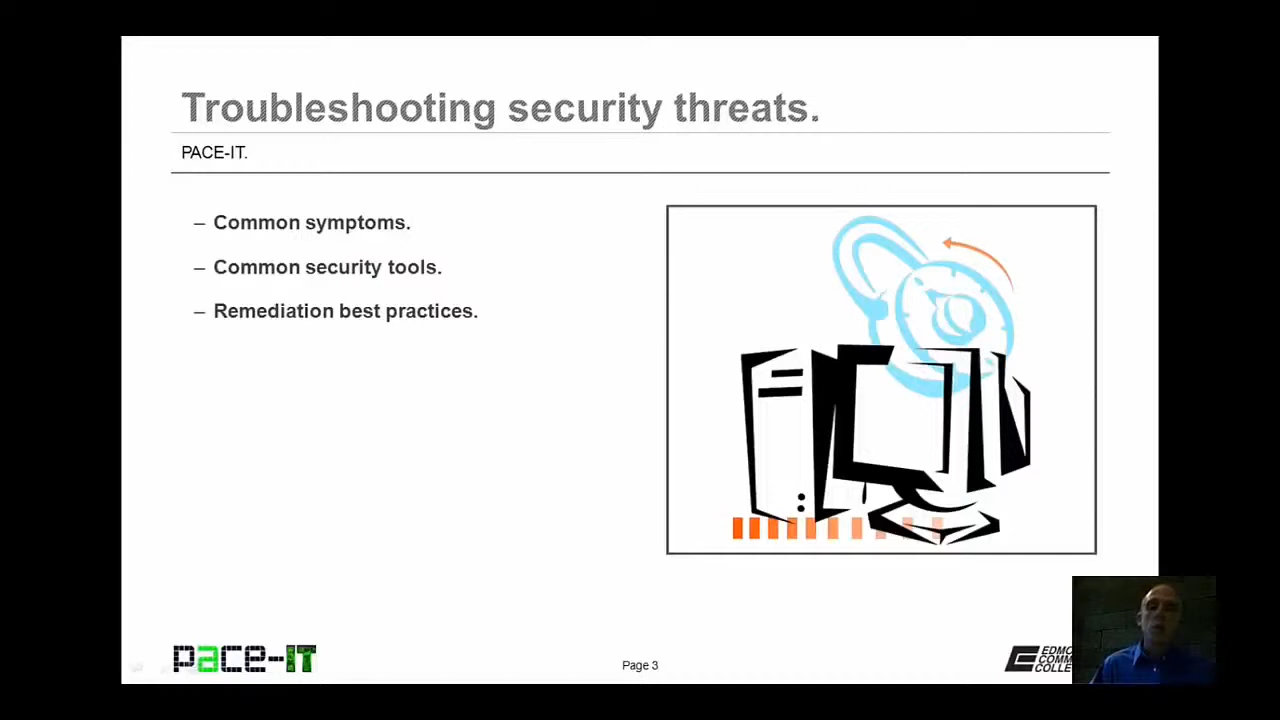 Troubleshooting security threats.
PACE-IT.
– Common symptoms.
– Common security tools.
– Remediation best practices.
pace-IT
Page 3